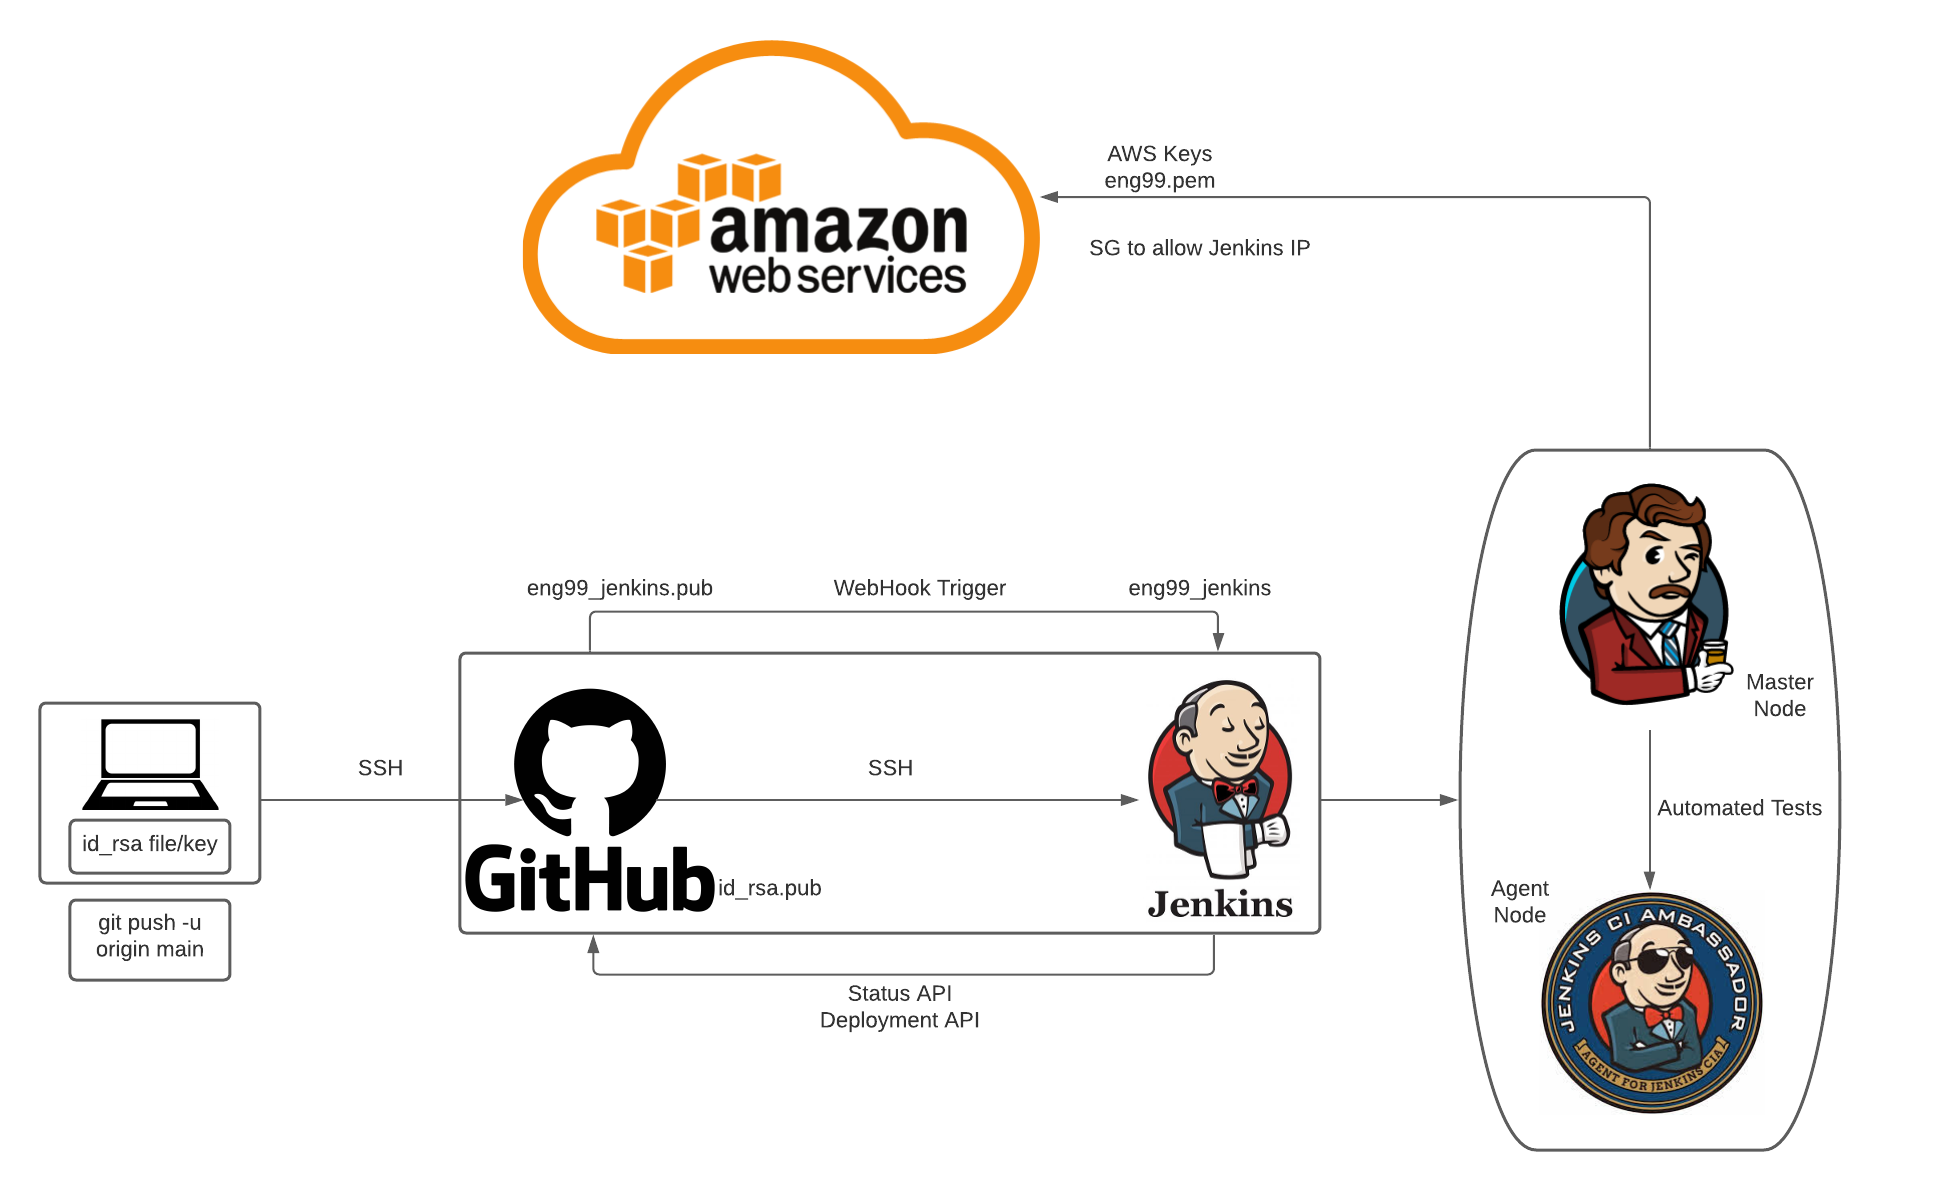 amazon
web services
AWS Keys
eng99.pem
SG to allow Jenkins IP
eng99_jenkins.pub
WebHook Trigger
eng99_jenkins
SSH
id_rsa file/key
git push -u
origin main
GitHub
id_rsa.pub
SSH
Jenkins
Status API
Deployment API
Master
Node
Automated Tests
Agent
Node
JENKINS CI AMBASSADOR
AGENT FOR JENKINS CIA